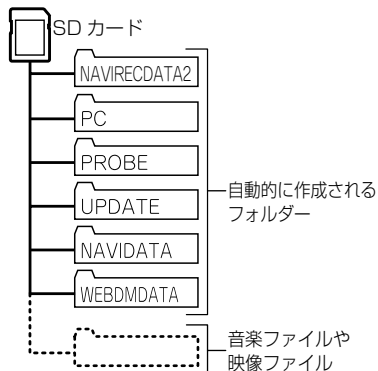 SD カード
NAVIRECDATA2
PC
PROBE
UPDATE
NAVIDATA
WEBDMDATA
自動的に作成される
フォルダー
音楽ファイルや
映像ファイル